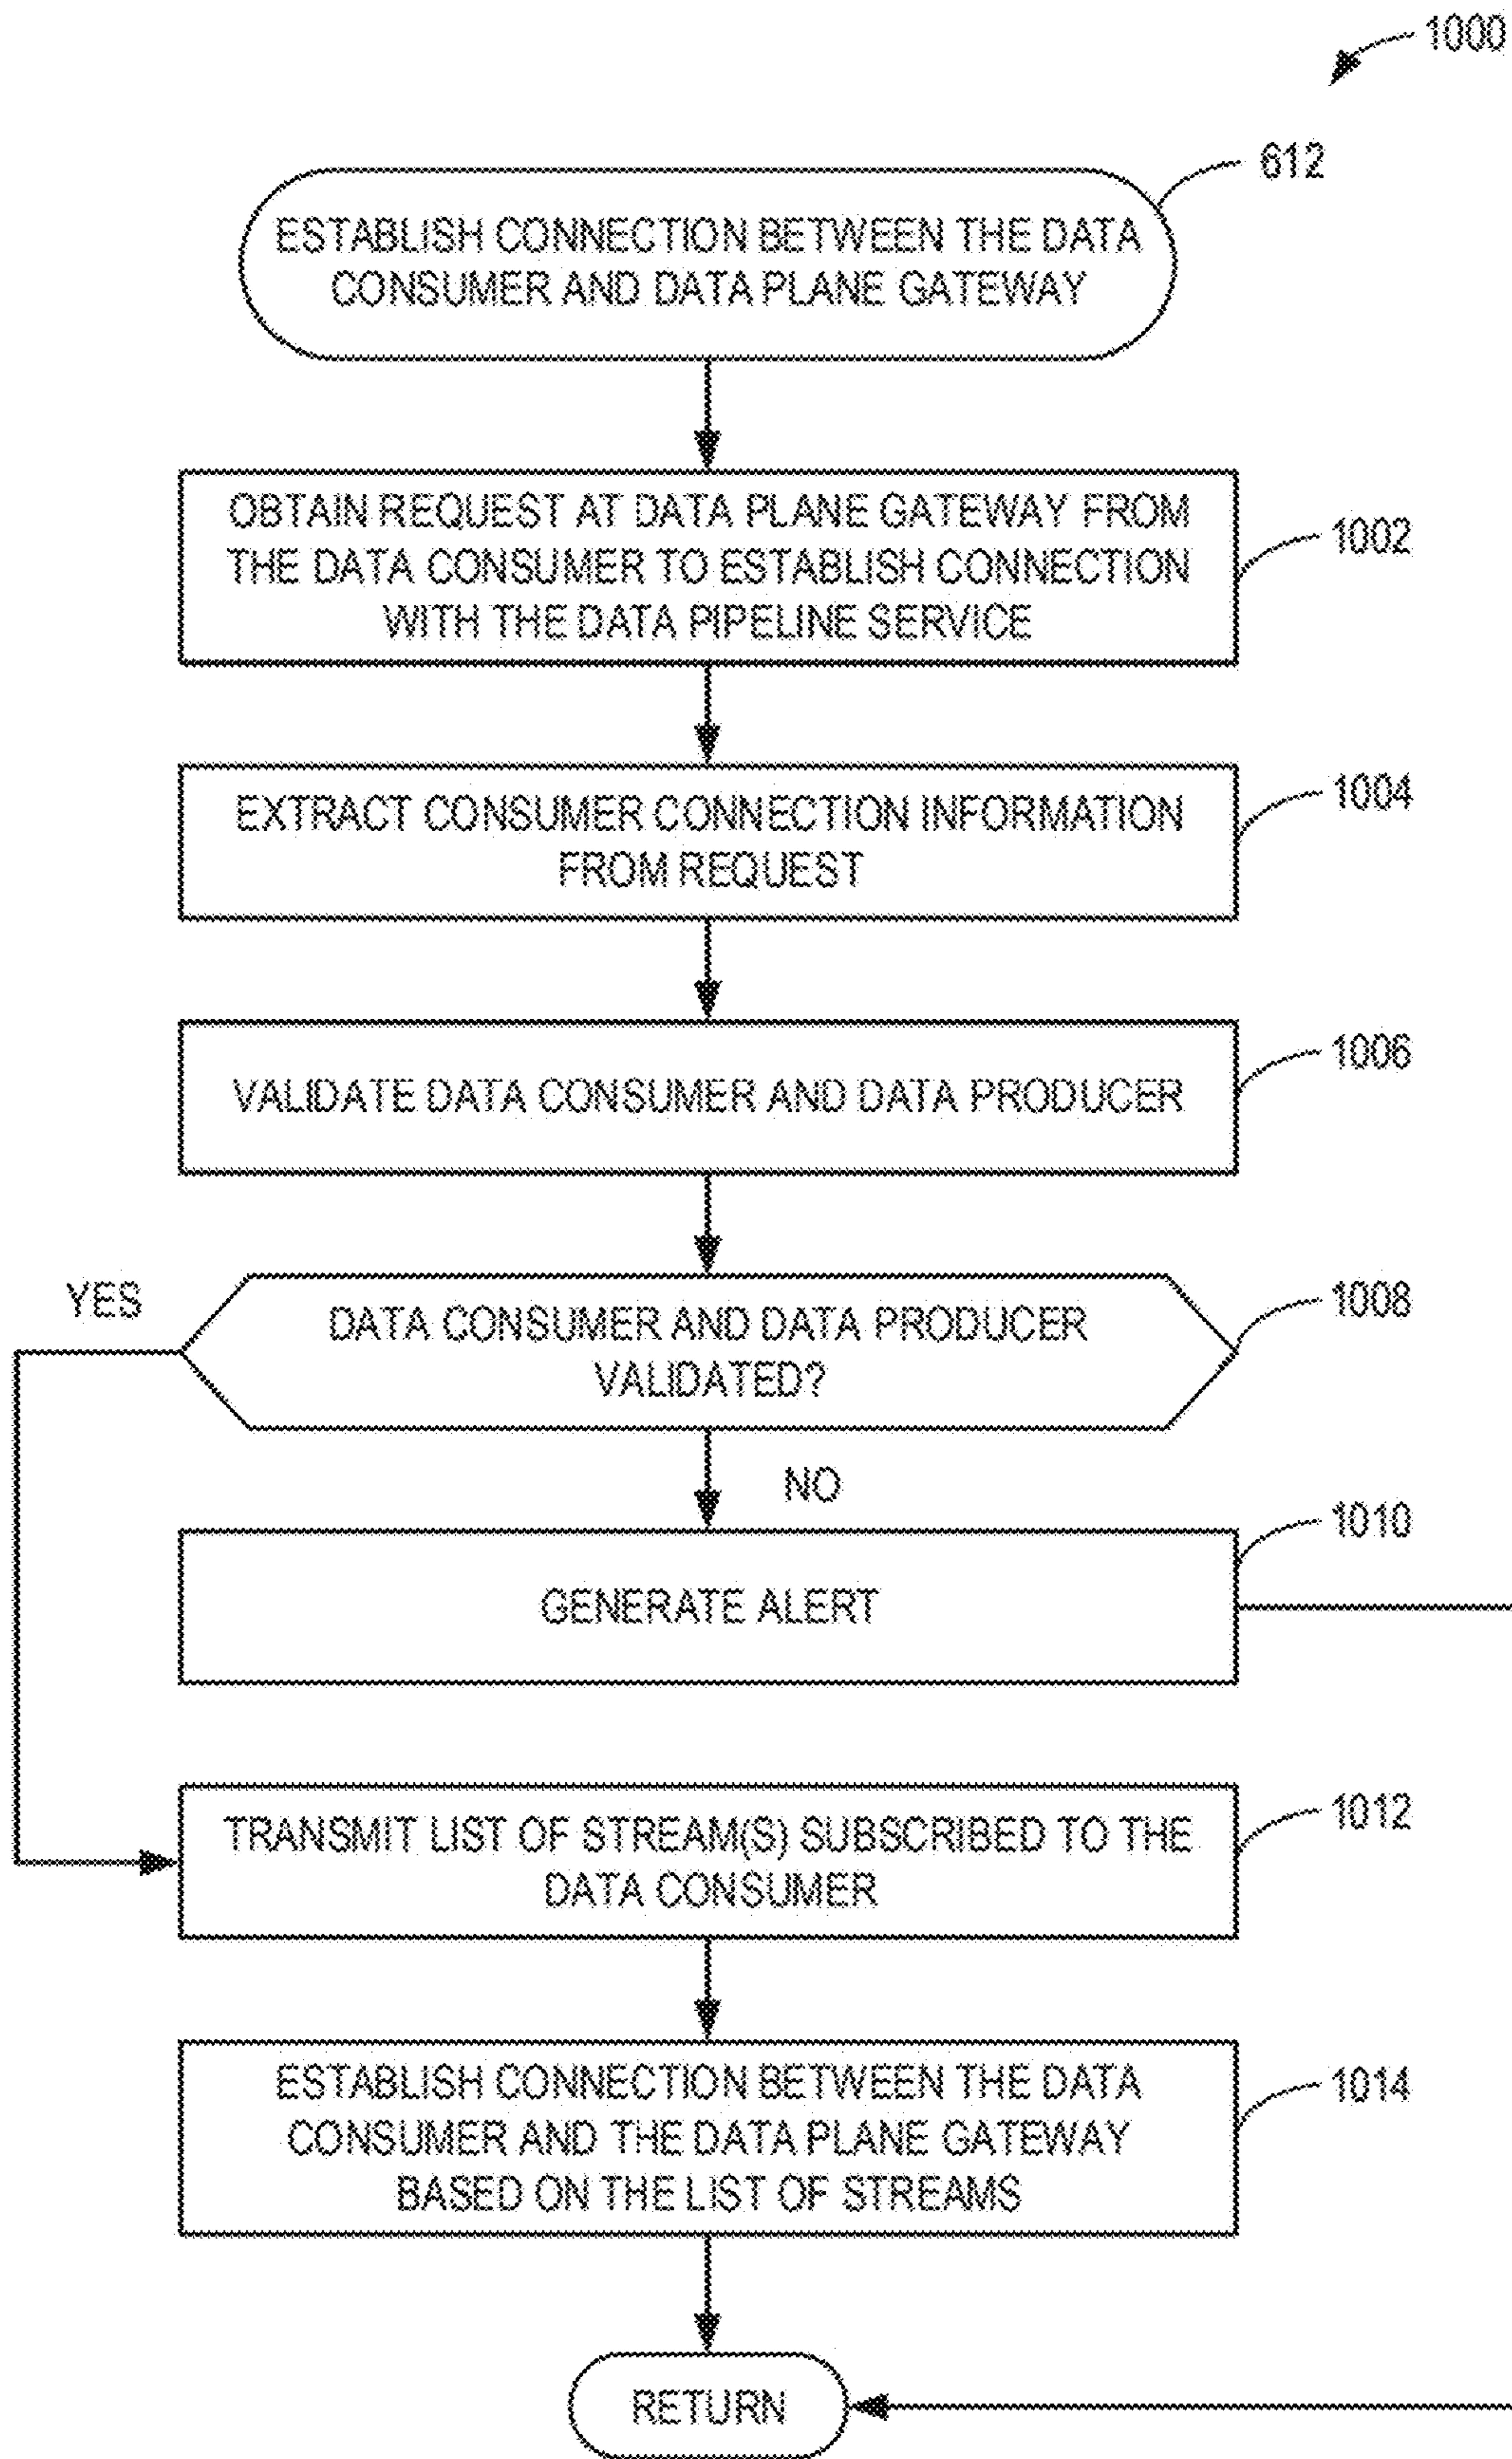 1000
612
ESTABLISH CONNECTION BETWEEN THE DATA
CONSUMER AND DATA PLANE GATEWAY
OBTAIN REQUEST AT DATA PLANE GATEWAY FROM
THE DATA CONSUMER TO ESTABLISH CONNECTION
WITH THE DATA PIPELINE SERVICE
1002
EXTRACT CONSUMER CONNECTION INFORMATION
FROM REQUEST
1004
VALIDATE DATA CONSUMER AND DATA PRODUCER
1006
YES
DATA CONSUMER AND DATA PRODUCER
VALIDATED?
1008
NO
GENERATE ALERT
1010
TRANSMIT LIST OF STREAM(S) SUBSCRIBED TO THE
DATA CONSUMER
1012
ESTABLISH CONNECTION BETWEEN THE DATA
CONSUMER AND THE DATA PLANE GATEWAY
BASED ON THE LIST OF STREAMS
1014
RETURN